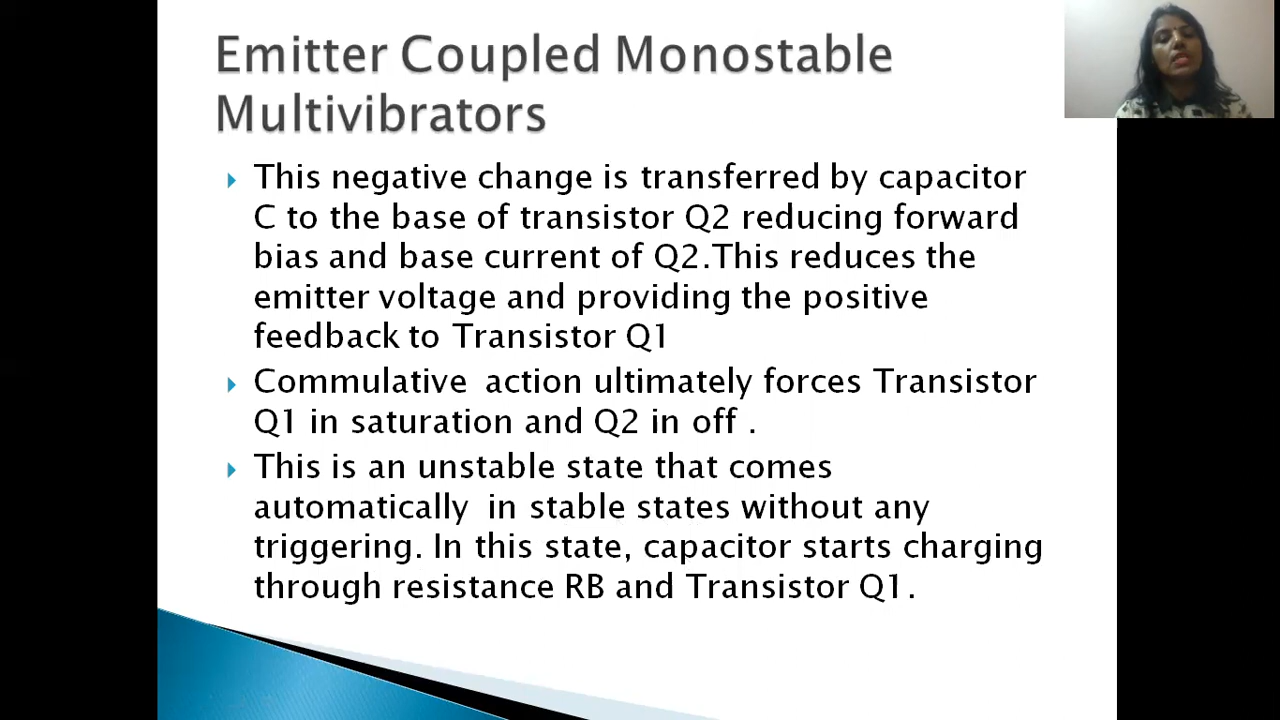 Emitter Coupled Monostable
Multivibrators
This negative change is transferred by capacitor
C to the base of transistor Q2 reducing forward
bias and base current of Q2.This reduces the
emitter voltage and providing the positive
feedback to Transistor Q1
Commulative action ultimately forces Transistor
Q1 in saturation and Q2 in off .
This is an unstable state that comes
automatically in stable states without any
triggering. In this state, capacitor starts charging
through resistance RB and Transistor Q1.